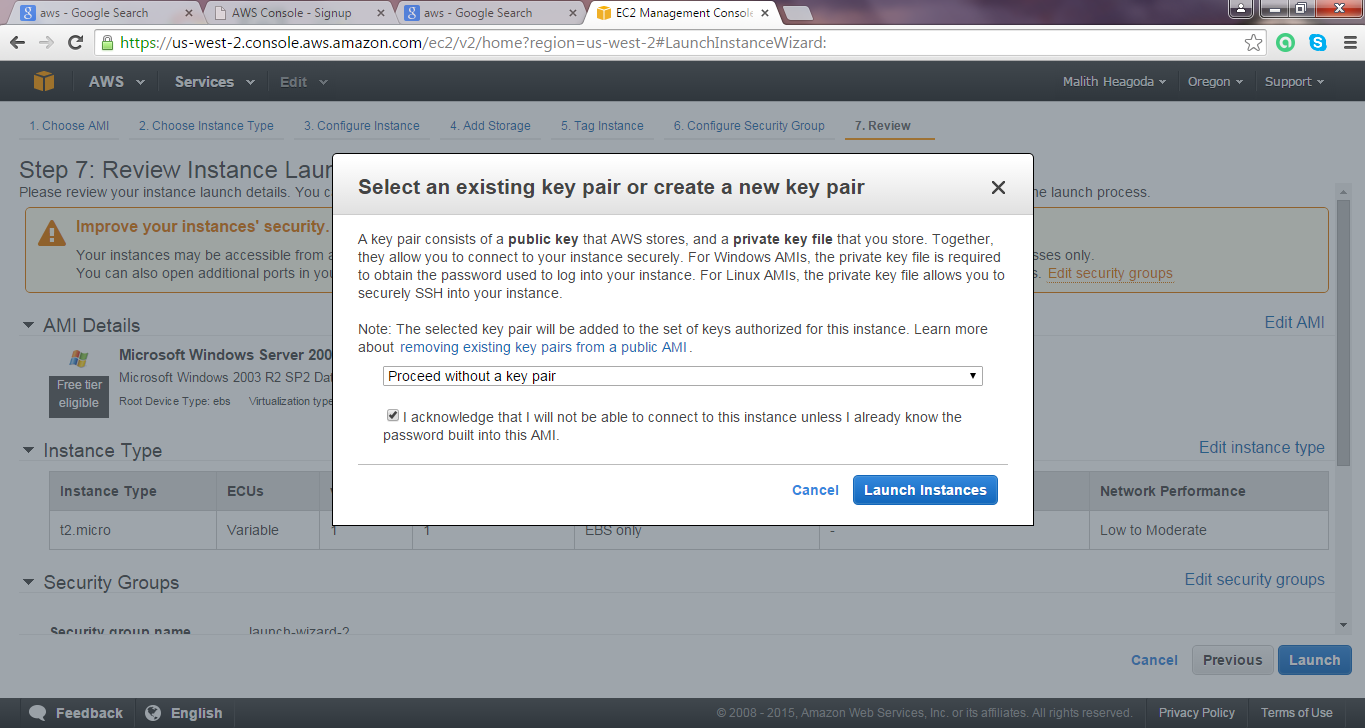 aws - Google Search
AWS Console - Signup
aws - Google Search
EC2 Management Console
https://us-west-2.console.aws.amazon.com/ec2/v2/home?region=us-west-2#LaunchInstanceWizard:
AWS Services Edit Malith Heagoda Oregon Support
1. Choose AMI 2. Choose Instance Type 3. Configure Instance 4. Add Storage 5. Tag Instance 6. Configure Security Group 7. Review
Step 7: Review Instance Laun
Please review your instance launch details. You ca
he launch process.
Improve your instances' security.
Your instances may be accessible from a
sses only.
You can also open additional ports in you
s. Edit security groups
AMI Details
Edit AMI
Microsoft Windows Server 200
Microsoft Windows 2003 R2 SP2 Dat
Free tier
eligible
Root Device Type: ebs Virtualization type
Instance Type
Edit instance type
Instance Type ECUs Network Performance
t2.micro Variable 1 1 EBS only - Low to Moderate
Security Groups
Edit security groups
Security group name launch-wizard-2
Select an existing key pair or create a new key pair
A key pair consists of a public key that AWS stores, and a private key file that you store. Together,
they allow you to connect to your instance securely. For Windows AMIs, the private key file is required
to obtain the password used to log into your instance. For Linux AMIs, the private key file allows you to
securely SSH into your instance.
Note: The selected key pair will be added to the set of keys authorized for this instance. Learn more
about removing existing key pairs from a public AMI.
Proceed without a key pair
I acknowledge that I will not be able to connect to this instance unless I already know the
password built into this AMI.
Cancel Launch Instances
Cancel Previous Launch
Feedback English © 2008 - 2015, Amazon Web Services, Inc. or its affiliates. All rights reserved. Privacy Policy Terms of Use